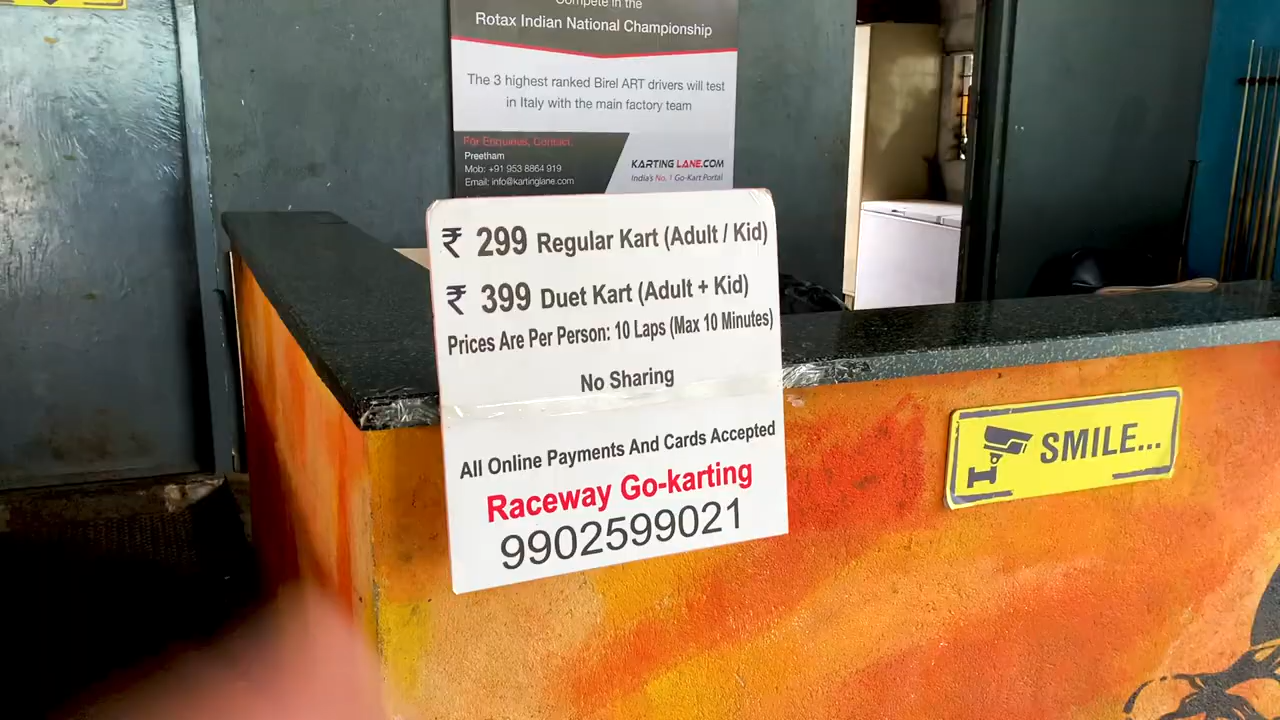 Compete in the
Rotax Indian National Championship
The 3 highest ranked Birel ART drivers will test
in Italy with the main factory team
For Enquiries, Contact,
Preetham
Mob: +91 953 8864 919
Email: info@kartinglane.com
KARTING LANE.COM
India's No. 1 Go-Kart Portal
₹ 299 Regular Kart (Adult / Kid)
₹ 399 Duet Kart (Adult + Kid)
Prices Are Per Person: 10 Laps (Max 10 Minutes)
No Sharing
All Online Payments And Cards Accepted
Raceway Go-karting
9902599021
SMILE...